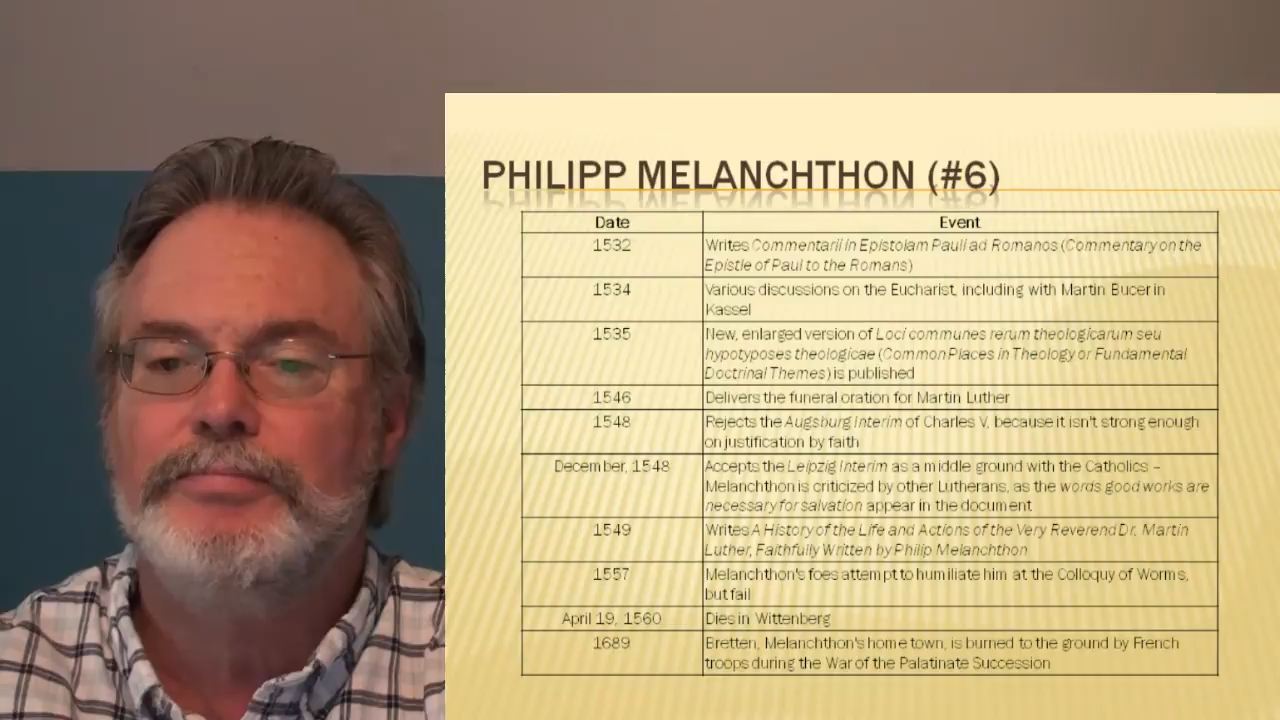 PHILIPP MELANCHTHON (#6)
Date Event
1532 Writes Commentarii in Epistolam Pauli ad Romanos (Commentary on the
Epistle of Paul to the Romans)
1534 Various discussions on the Eucharist, including with Martin Bucer in
Kassel
1535 New, enlarged version of Loci communes rerum theologicarum seu
hypotyposes theologicae (Common Places in Theology or Fundamental
Doctrinal Themes) is published
1546 Delivers the funeral oration for Martin Luther
1548 Rejects the Augsburg Interim of Charles V, because it isn't strong enough
on justification by faith
December, 1548 Accepts the Leipzig Interim as a middle ground with the Catholics –
Melanchthon is criticized by other Lutherans, as the words good works are
necessary for salvation appear in the document
1549 Writes A History of the Life and Actions of the Very Reverend Dr. Martin
Luther, Faithfully Written by Philip Melanchthon
1557 Melanchthon's foes attempt to humiliate him at the Colloquy of Worms,
but fail
April 19, 1560 Dies in Wittenberg
1689 Bretten, Melanchthon's home town, is burned to the ground by French
troops during the War of the Palatinate Succession